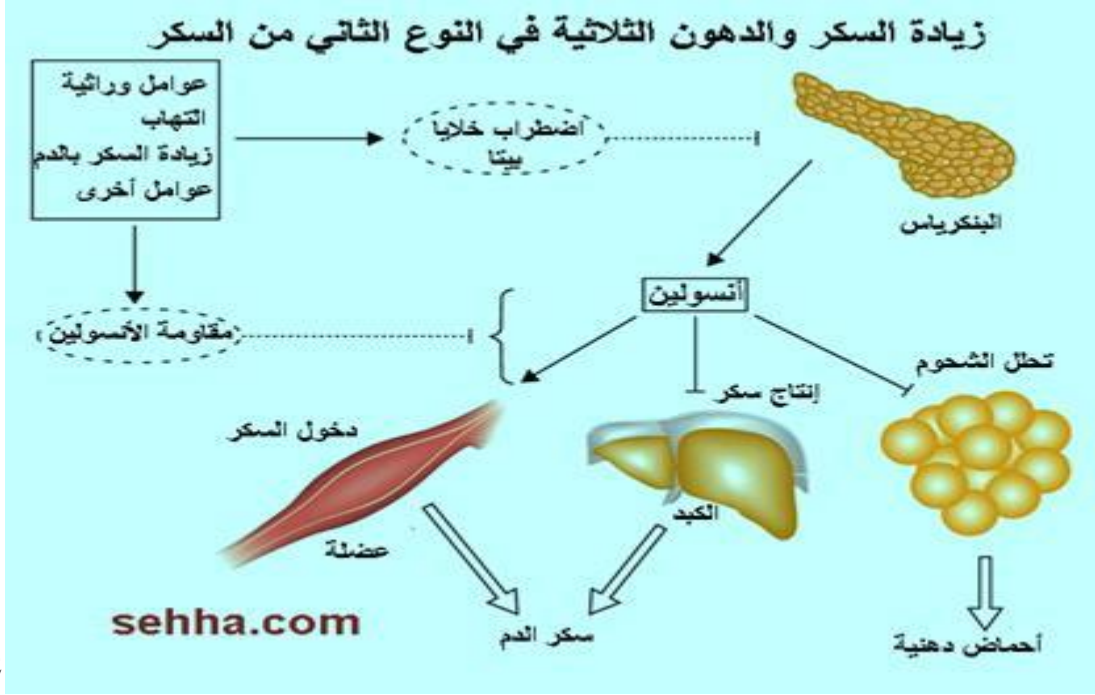 زيادة السكر والدهون الثلاثية في النوع الثاني من السكر
عوامل وراثية
التهاب
زيادة السكر بالدم
عوامل أخرى
اضطراب خلايا
بيتا
البنكرياس
أنسولين
مقاومة الأنسولين
تحلل الشحوم
إنتاج سكر
دخول السكر
الكبد
عضلة
سكر الدم
أحماض دهنية
sehha.com